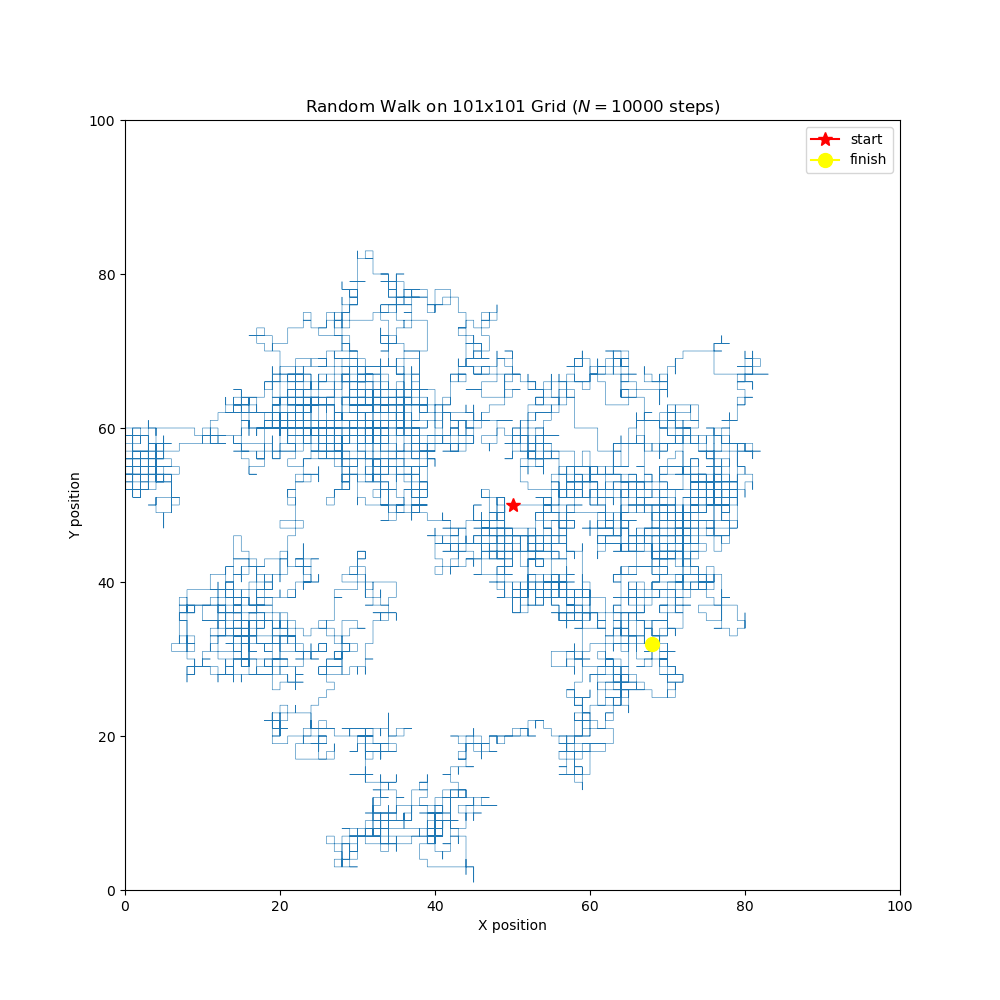 Random Walk on 101x101 Grid (N = 10000 steps)
start
finish
100
80
60
40
20
0
Y position
0 20 40 60 80 100
X position